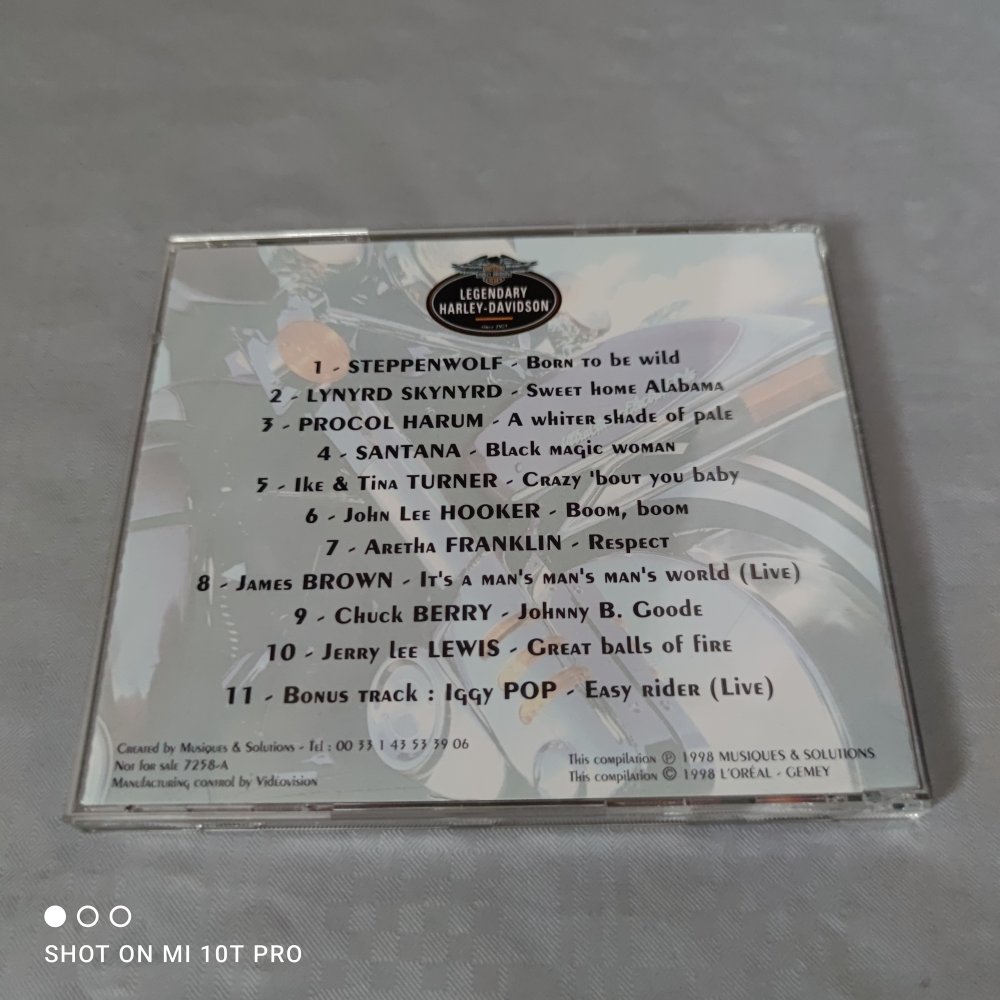 LEGENDARY
HARLEY-DAVIDSON
1 - STEPPENWOLF - Born to be wild
2 - LYNYRD SKYNYRD - Sweet home Alabama
3 - PROCOL HARUM - A whiter shade of pale
4 - SANTANA - Black magic woman
5 - Ike & Tina TURNER - Crazy 'bout you baby
6 - John Lee HOOKER - Boom, boom
7 - Aretha FRANKLIN - Respect
8 - James BROWN - It's a man's man's man's world (Live)
9 - Chuck BERRY - Johnny B. Goode
10 - Jerry lee LEWIS - Great balls of fire
11 - Bonus track : Iggy POP - Easy rider (Live)
Created by Musiques & Solutions - Tel : 00 33 1 43 53 39 06
Not for sale 7258-A
Manufacturing control by Videovision
This compilation ℗ 1998 MUSIQUES & SOLUTIONS
This compilation © 1998 L'ORÉAL - GEMEY
SHOT ON MI 10T PRO